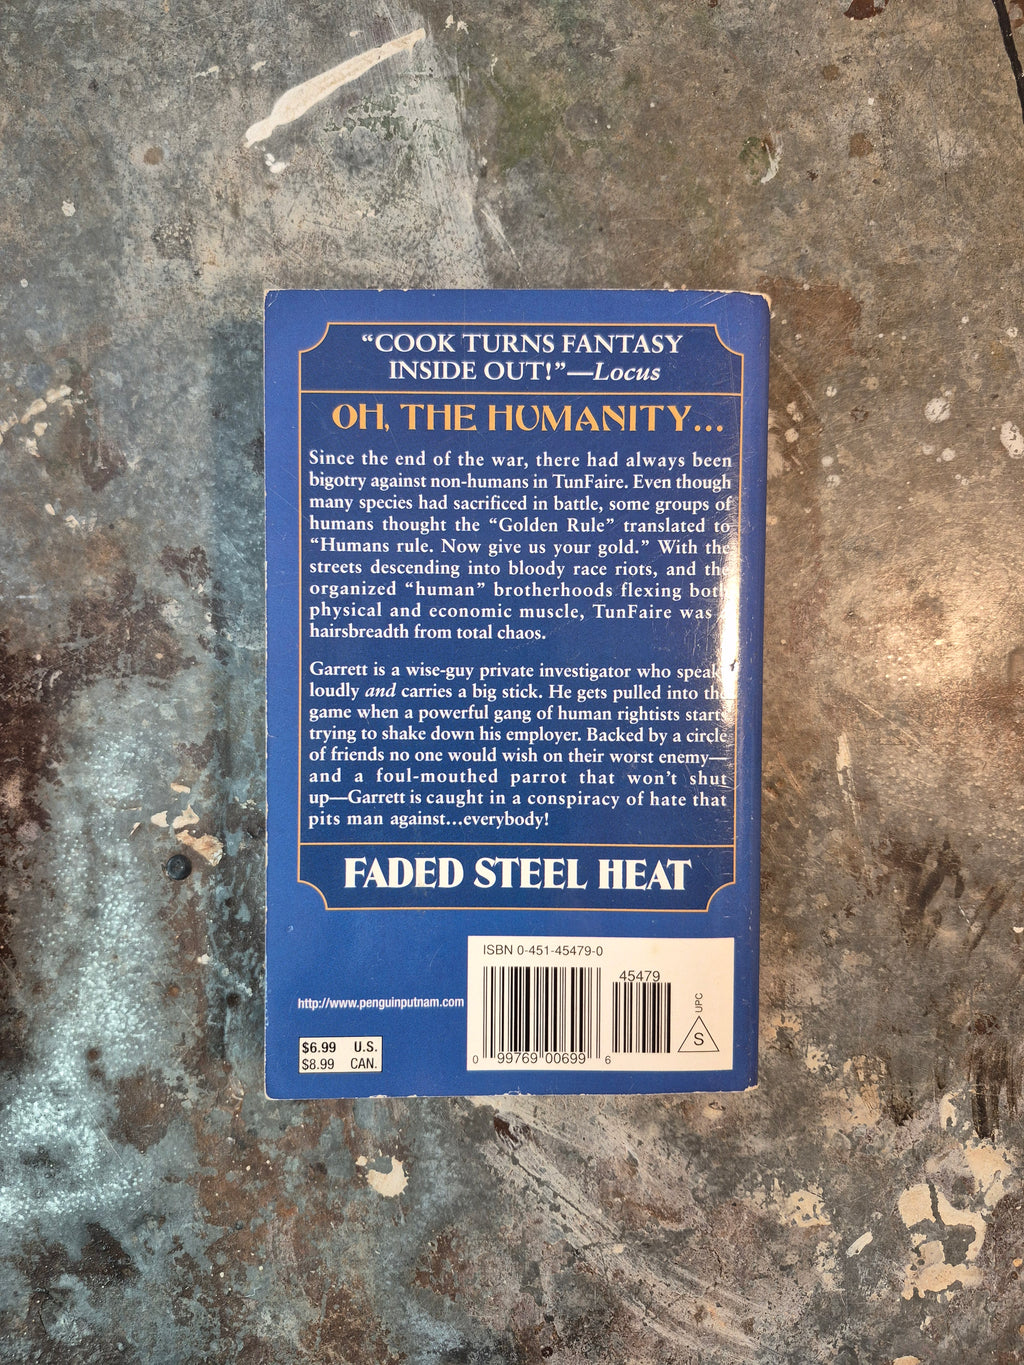 “COOK TURNS FANTASY
INSIDE OUT!”—Locus
OH, THE HUMANITY...
Since the end of the war, there had always been
bigotry against non-humans in TunFaire. Even though
many species had sacrificed in battle, some groups of
humans thought the “Golden Rule” translated to
“Humans rule. Now give us your gold.” With the
streets descending into bloody race riots, and the
organized “human” brotherhoods flexing both
physical and economic muscle, TunFaire was
hairsbreadth from total chaos.
Garrett is a wise-guy private investigator who speaks
loudly and carries a big stick. He gets pulled into the
game when a powerful gang of human rightists starts
trying to shake down his employer. Backed by a circle
of friends no one would wish on their worst enemy—
and a foul-mouthed parrot that won’t shut
up—Garrett is caught in a conspiracy of hate that
pits man against...everybody!
FADED STEEL HEAT
ISBN 0-451-45479-0
45479
UPC
S
0 99769 00699 6
http://www.penguinputnam.com
$6.99 U.S.
$8.99 CAN.